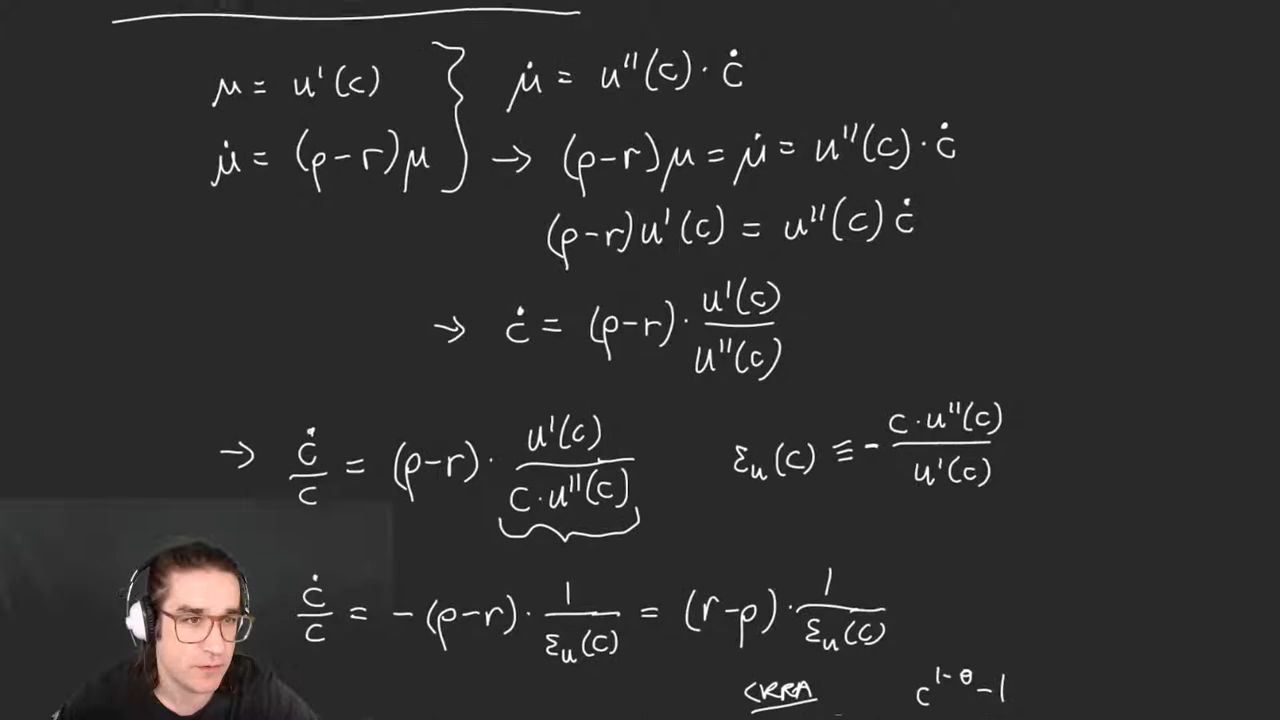 μ = u'(c)
μ̇ = (ρ-r)μ
μ̇ = u''(c)·ċ
→ (ρ-r)μ = μ̇ = u''(c)·ċ
(ρ-r)u'(c) = u''(c)ċ
→ ċ = (ρ-r)· u'(c)/u''(c)
→ ċ/c = (ρ-r)· u'(c)/(c·u''(c))
ε_u(c) ≡ - c·u''(c)/u'(c)
ċ/c = -(ρ-r)· 1/ε_u(c) = (r-ρ)· 1/ε_u(c)
CRRA c^{1-θ} -1